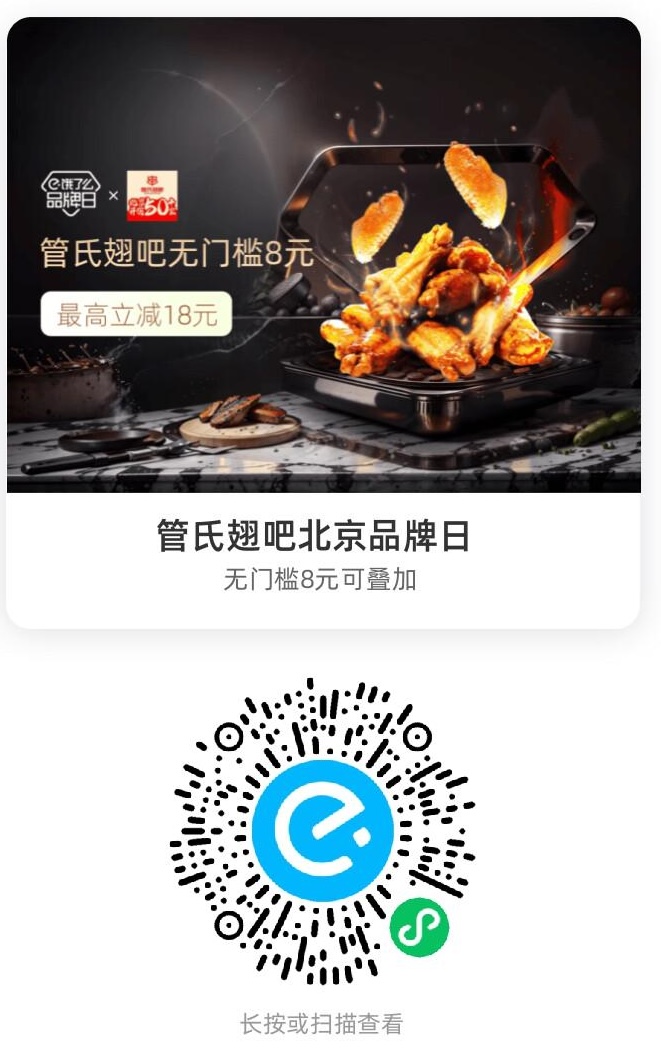 饿了么
品牌日
×
50
管氏翅吧无门槛8元
最高立减18元
管氏翅吧北京品牌日
无门槛8元可叠加
长按或扫描查看